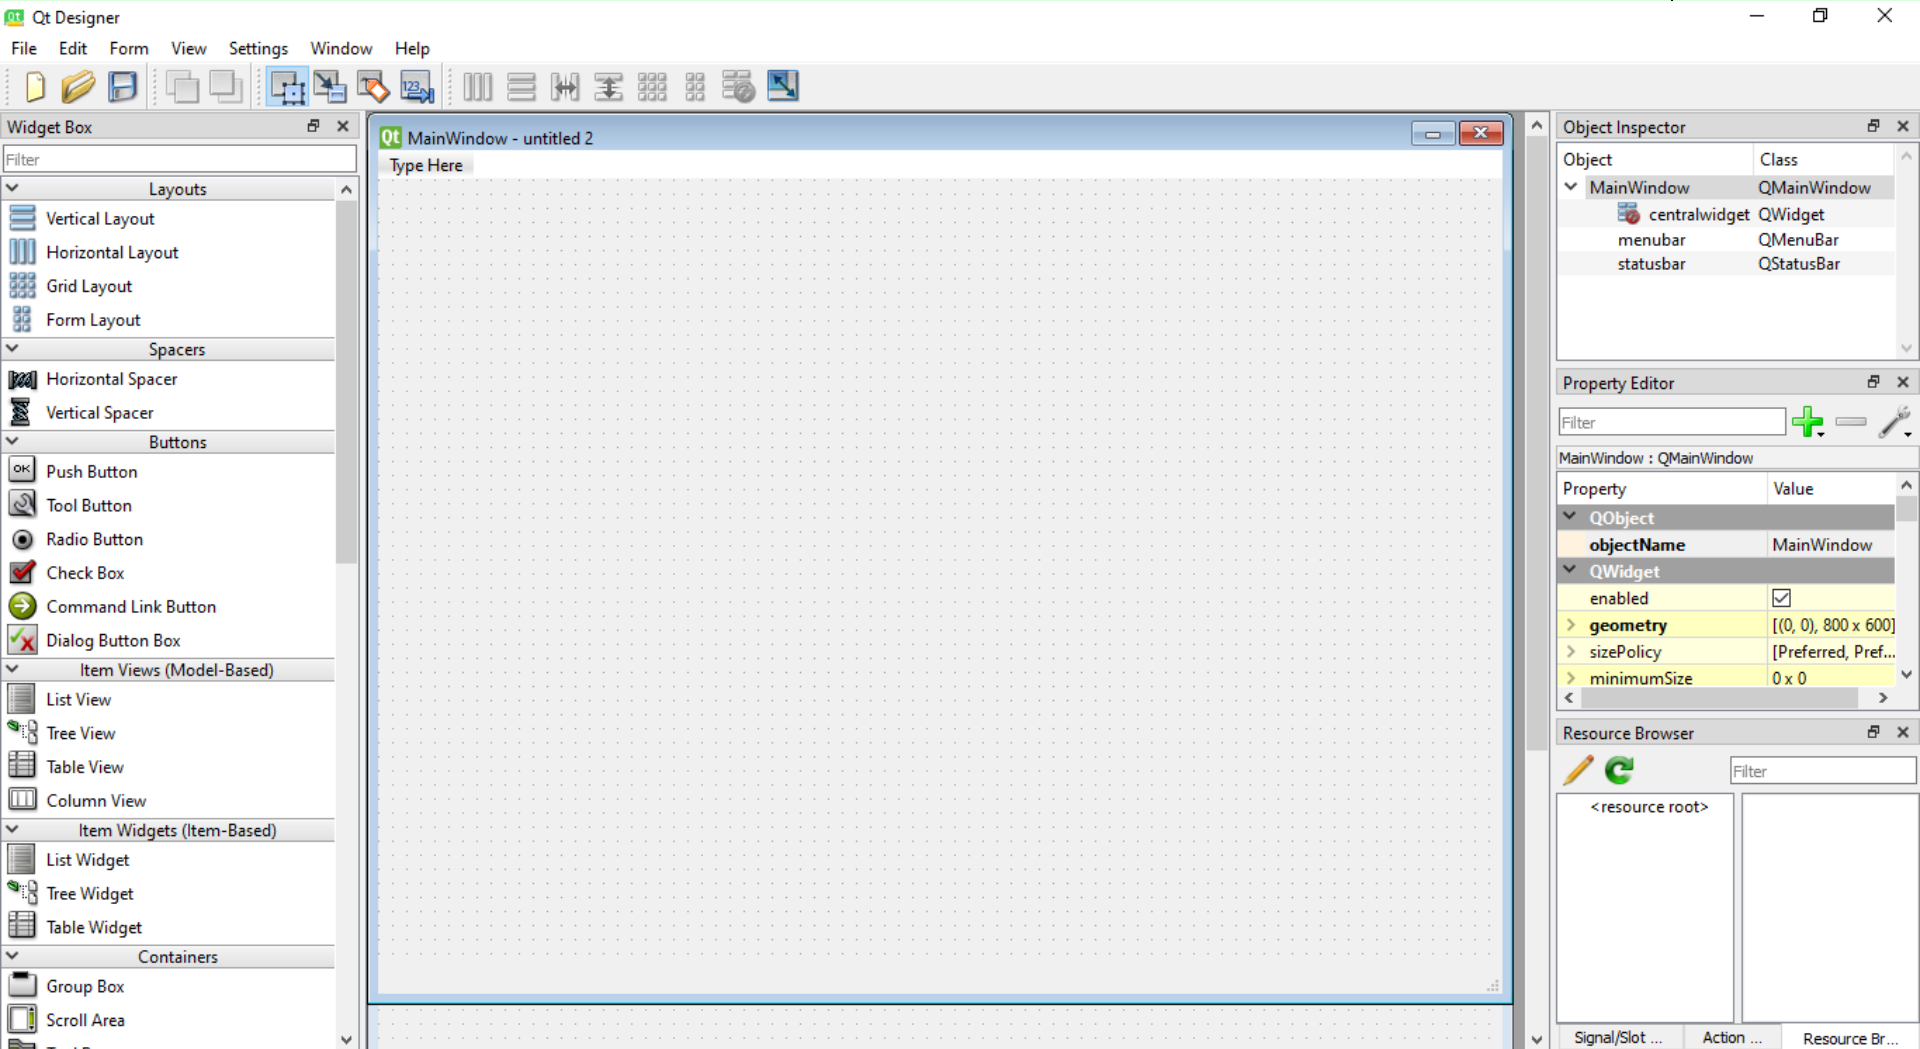 Qt Designer
File Edit Form View Settings Window Help
Widget Box
Filter
Layouts
Vertical Layout
Horizontal Layout
Grid Layout
Form Layout
Spacers
Horizontal Spacer
Vertical Spacer
Buttons
OK Push Button
Tool Button
Radio Button
Check Box
Command Link Button
Dialog Button Box
Item Views (Model-Based)
List View
Tree View
Table View
Column View
Item Widgets (Item-Based)
List Widget
Tree Widget
Table Widget
Containers
Group Box
Scroll Area
Qt MainWindow - untitled 2
Type Here
Object Inspector
Object Class
MainWindow QMainWindow
centralwidget QWidget
menubar QMenuBar
statusbar QStatusBar
Property Editor
Filter
MainWindow : QMainWindow
Property Value
QObject
objectName MainWindow
QWidget
enabled
geometry [(0, 0), 800 x 600]
sizePolicy [Preferred, Pref...
minimumSize 0 x 0
Resource Browser
Filter
<resource root>
Signal/Slot ... Action ... Resource Br...